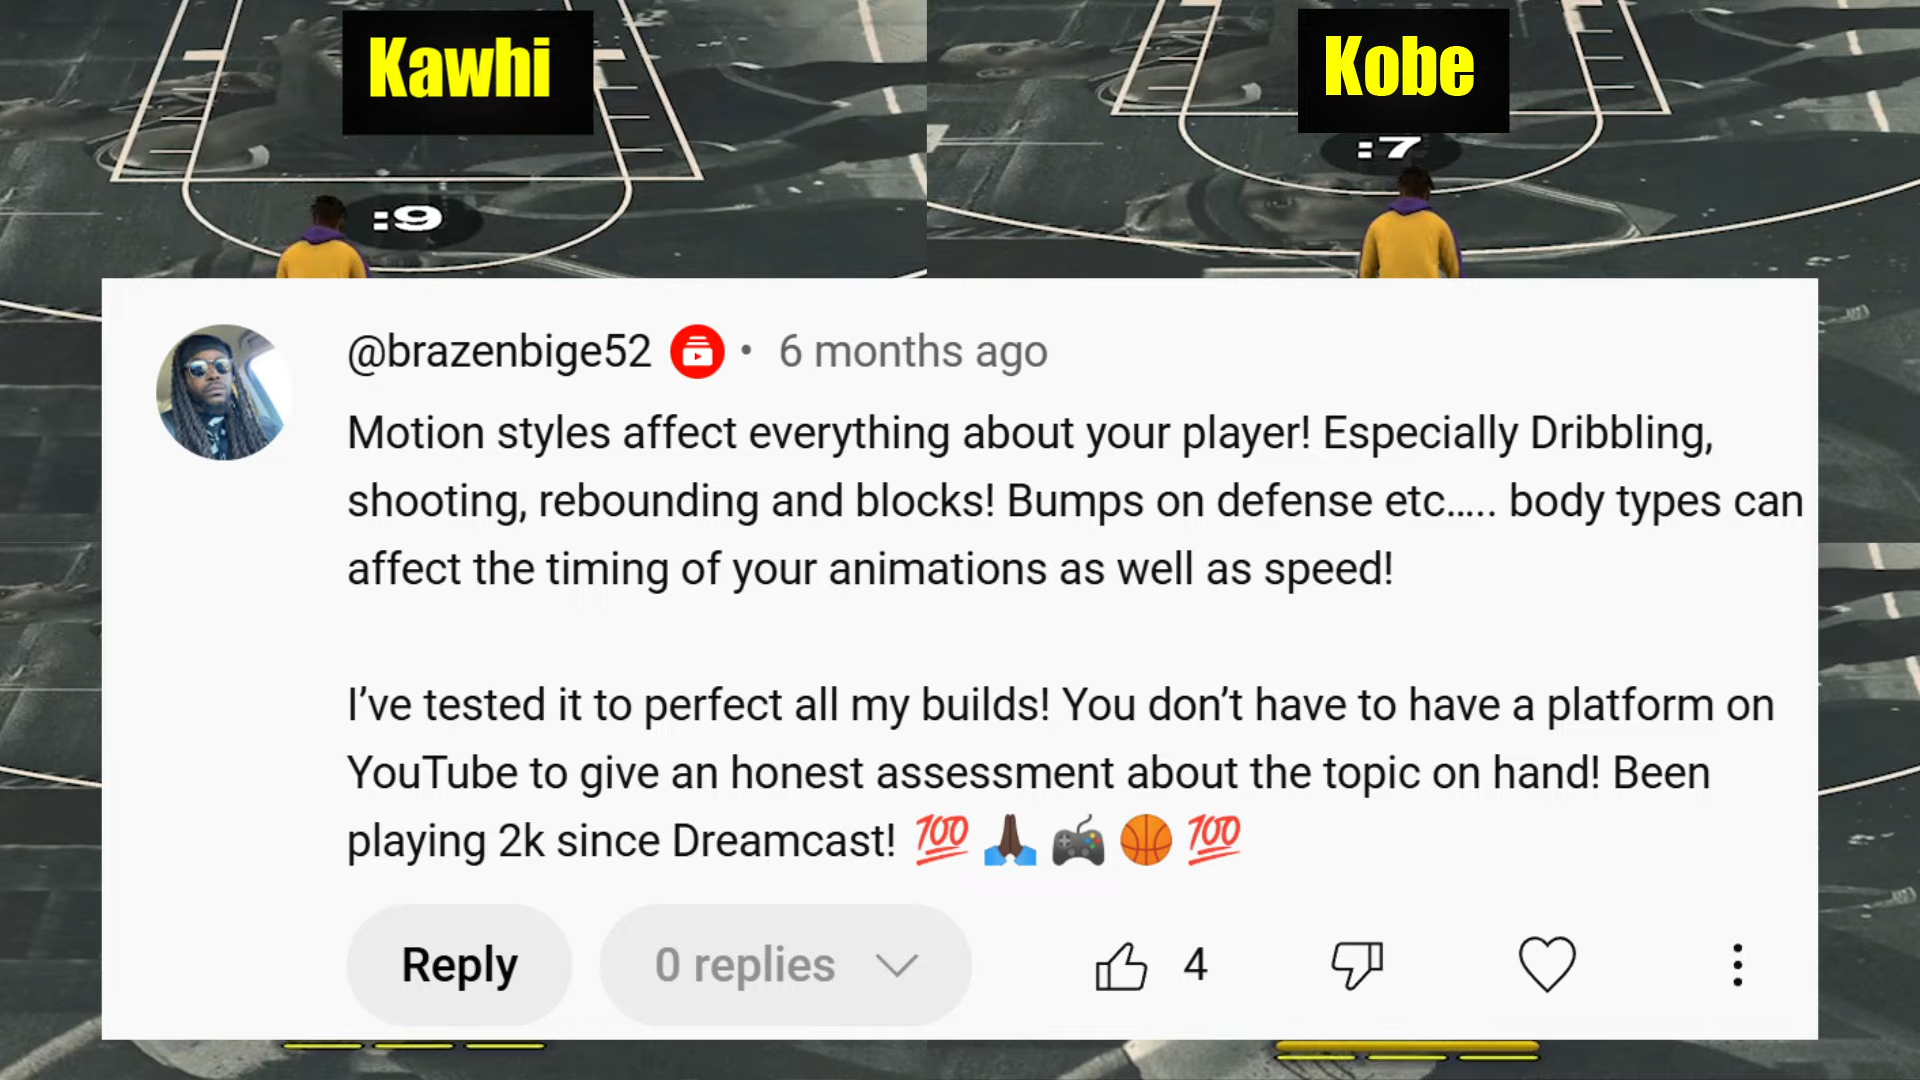 Kawhi
Kobe
:7
:9
@brazenbige52 • 6 months ago
Motion styles affect everything about your player! Especially Dribbling,
shooting, rebounding and blocks! Bumps on defense etc..... body types can
affect the timing of your animations as well as speed!
I’ve tested it to perfect all my builds! You don’t have to have a platform on
YouTube to give an honest assessment about the topic on hand! Been
playing 2k since Dreamcast! 💯🙏🏿🎮🏀💯
Reply
0 replies
4